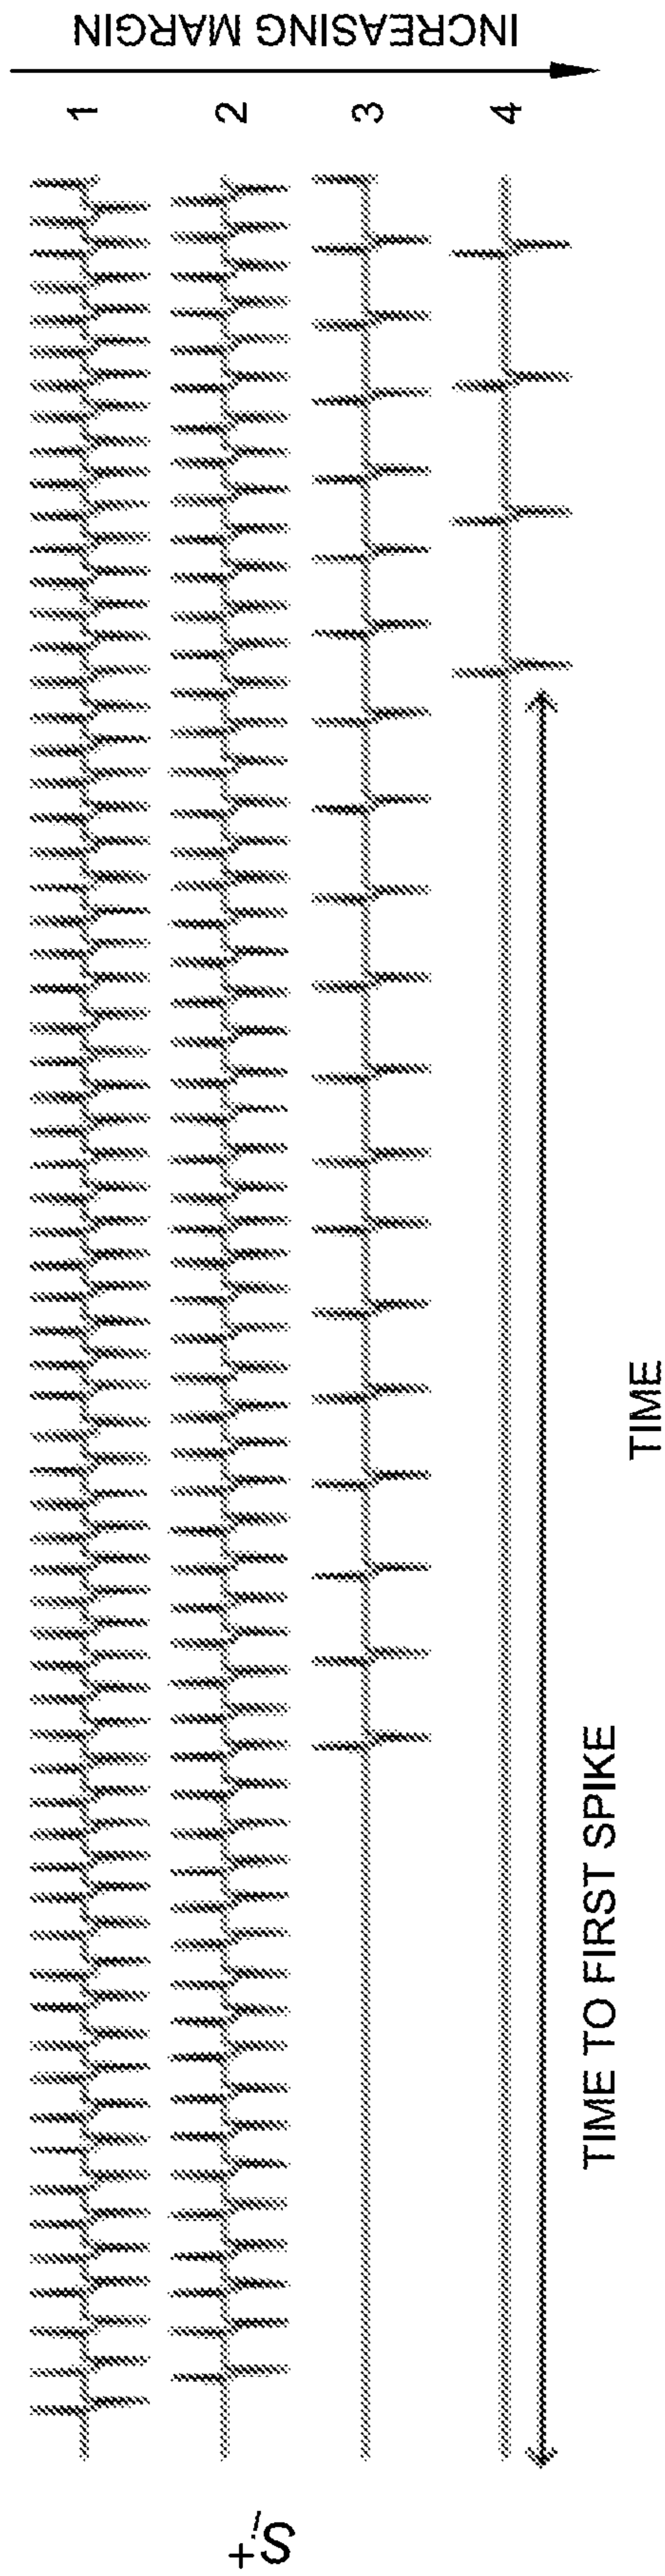 INCREASING MARGIN
1
2
3
4
S_i^+
TIME TO FIRST SPIKE
TIME